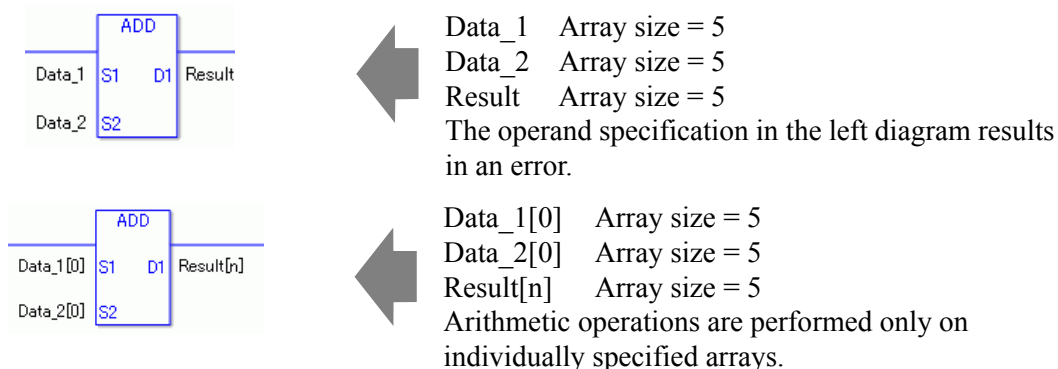 ADD
Data_1 S1 D1 Result
Data_2 S2
Data_1 Array size = 5
Data_2 Array size = 5
Result Array size = 5
The operand specification in the left diagram results
in an error.
ADD
Data_1[0] S1 D1 Result[n]
Data_2[0] S2
Data_1[0] Array size = 5
Data_2[0] Array size = 5
Result[n] Array size = 5
Arithmetic operations are performed only on
individually specified arrays.